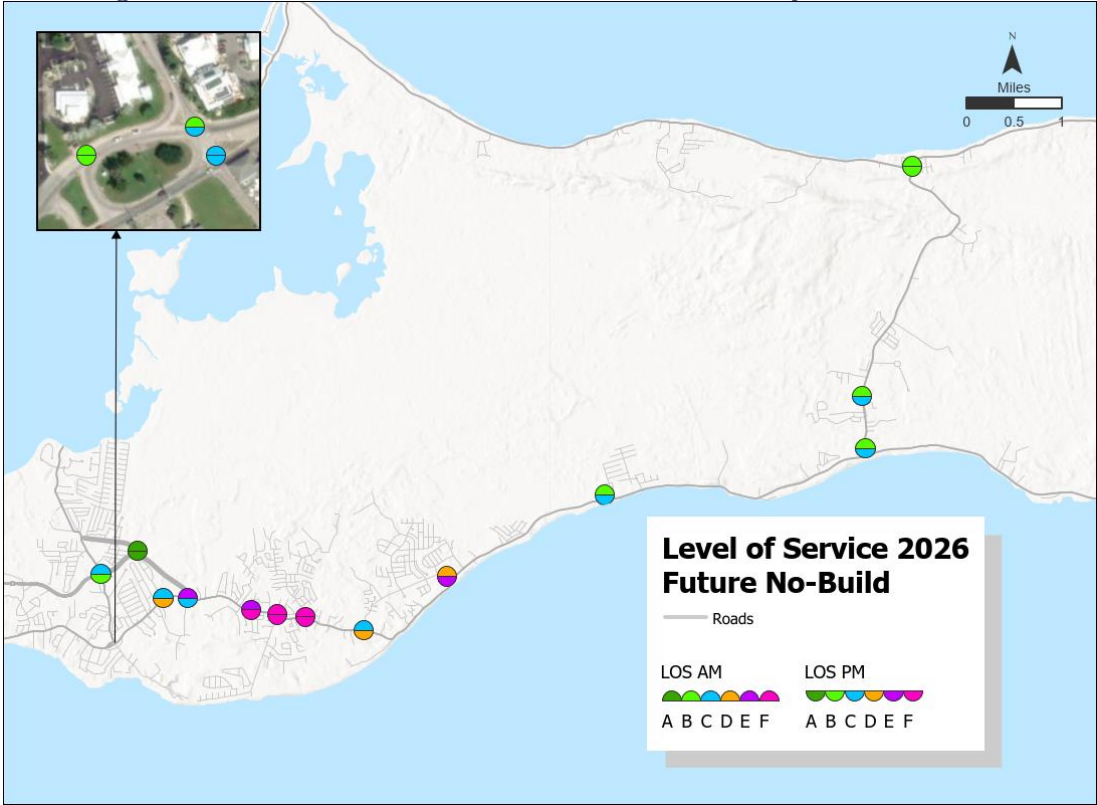 N
Miles
0 0.5 1
Level of Service 2026
Future No-Build
Roads
LOS AM LOS PM
A B C D E F A B C D E F